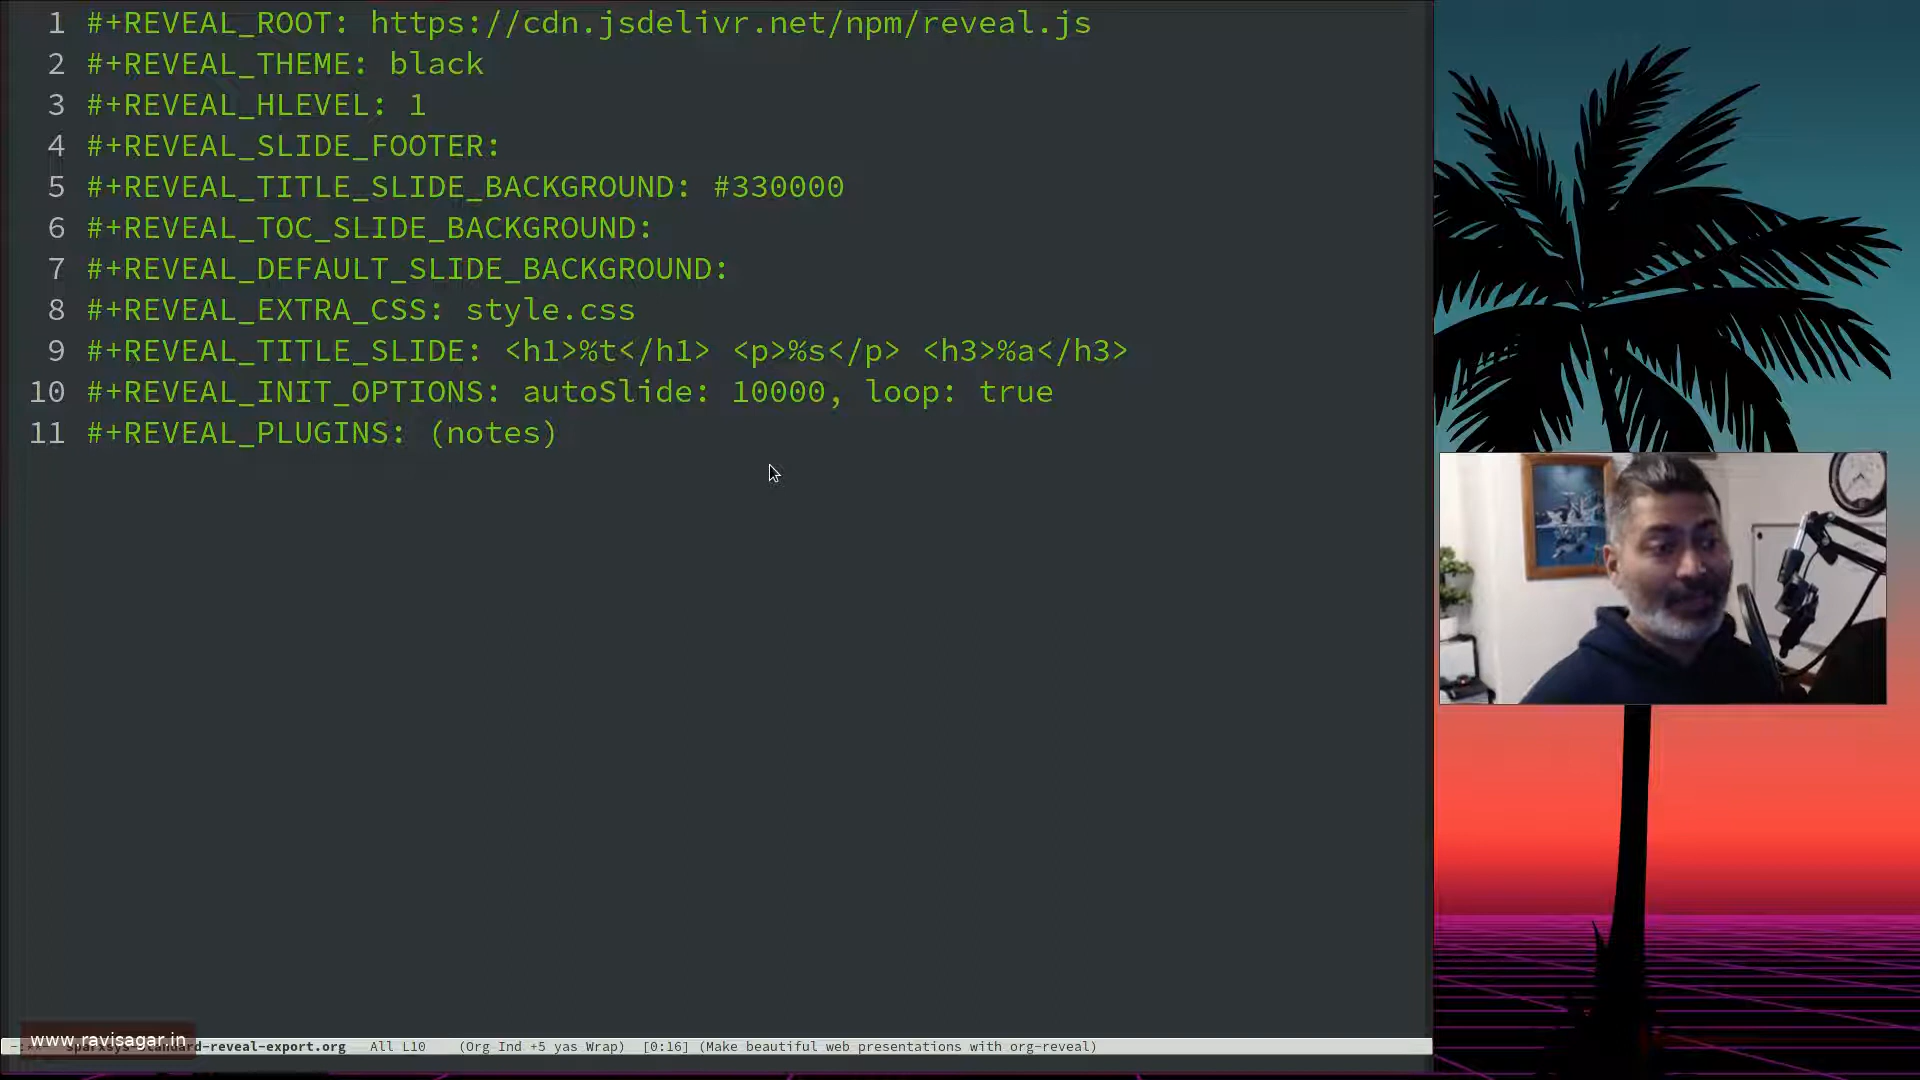 1 #+REVEAL_ROOT: https://cdn.jsdelivr.net/npm/reveal.js
2 #+REVEAL_THEME: black
3 #+REVEAL_HLEVEL: 1
4 #+REVEAL_SLIDE_FOOTER:
5 #+REVEAL_TITLE_SLIDE_BACKGROUND: #330000
6 #+REVEAL_TOC_SLIDE_BACKGROUND:
7 #+REVEAL_DEFAULT_SLIDE_BACKGROUND:
8 #+REVEAL_EXTRA_CSS: style.css
9 #+REVEAL_TITLE_SLIDE: <h1>%t</h1> <p>%s</p> <h3>%a</h3>
10 #+REVEAL_INIT_OPTIONS: autoSlide: 10000, loop: true
11 #+REVEAL_PLUGINS: (notes)
www.ravisagar.in
rd-reveal-export.org All L10 (Org Ind +5 yas Wrap) [0:16] (Make beautiful web presentations with org-reveal)